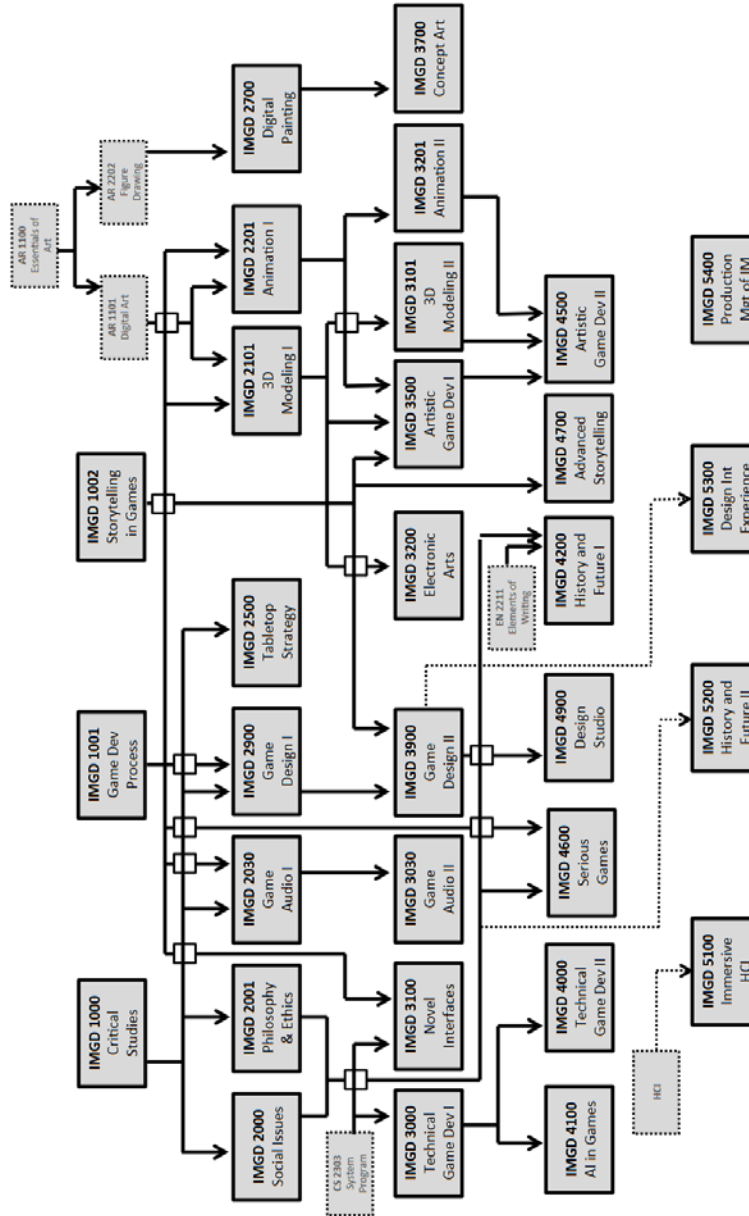 AR 1100
Essentials of
Art
AR 1101
Digital Art
AR 2202
Figure
Drawing
IMGD 1000
Critical
Studies
IMGD 1001
Game Dev
Process
IMGD 1002
Storytelling
in Games
IMGD 2000
Social Issues
IMGD 2001
Philosophy
& Ethics
IMGD 2030
Game
Audio I
IMGD 2900
Game
Design I
IMGD 2500
Tabletop
Strategy
IMGD 2101
3D
Modeling I
IMGD 2201
Animation I
IMGD 2700
Digital
Painting
CS 2303
System
Program
IMGD 3000
Technical
Game Dev I
IMGD 3100
Novel
Interfaces
IMGD 3030
Game
Audio II
IMGD 3900
Game
Design II
IMGD 3200
Electronic
Arts
IMGD 3500
Artistic
Game Dev I
IMGD 3101
3D
Modeling II
IMGD 3201
Animation II
IMGD 3700
Concept Art
EN 2211
Elements of
Writing
IMGD 4100
AI in Games
IMGD 4000
Technical
Game Dev II
IMGD 4600
Serious
Games
IMGD 4900
Design
Studio
IMGD 4200
History and
Future I
IMGD 4700
Advanced
Storytelling
IMGD 4500
Artistic
Game Dev II
HCI
IMGD 5100
Immersive
HCI
IMGD 5200
History and
Future II
IMGD 5300
Design Int
Experience
IMGD 5400
Production
Mgt of IM